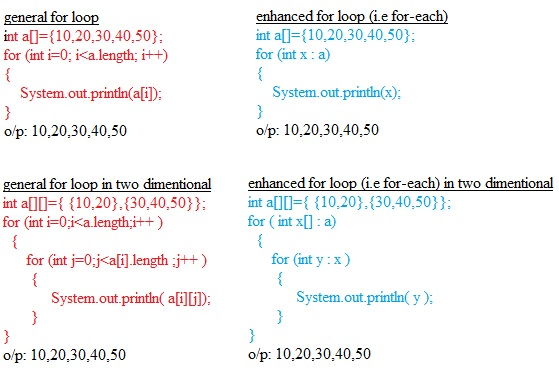 general for loop
int a[]={10,20,30,40,50};
for (int i=0; i<a.length; i++)
{
System.out.println(a[i]);
}
o/p: 10,20,30,40,50
enhanced for loop (i.e for-each)
int a[]={10,20,30,40,50};
for (int x : a)
{
System.out.println(x);
}
o/p: 10,20,30,40,50
general for loop in two dimentional
int a[][]={ {10,20},{30,40,50}};
for (int i=0;i<a.length;i++ )
{
for (int j=0;j<a[i].length ;j++ )
{
System.out.println( a[i][j]);
}
}
o/p: 10,20,30,40,50
enhanced for loop (i.e for-each) in two dimentional
int a[][]={ {10,20},{30,40,50}};
for ( int x[] : a)
{
for (int y : x )
{
System.out.println( y );
}
}
o/p: 10,20,30,40,50